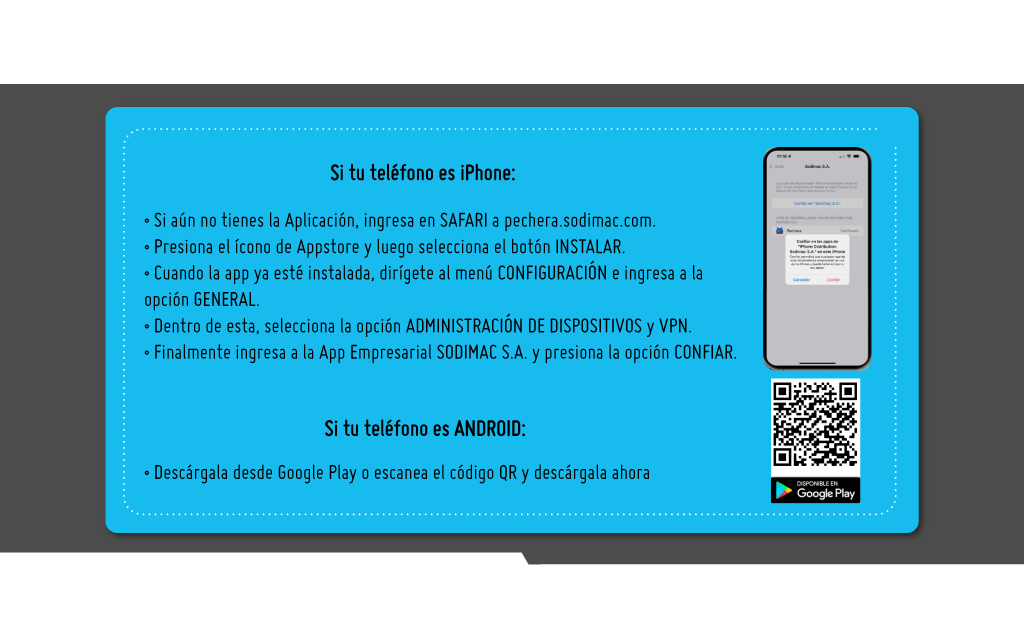 Si tu teléfono es iPhone:
◦ Si aún no tienes la Aplicación, ingresa en SAFARI a pechera.sodimac.com.
◦ Presiona el ícono de Appstore y luego selecciona el botón INSTALAR.
◦ Cuando la app ya esté instalada, dirígete al menú CONFIGURACIÓN e ingresa a la
opción GENERAL.
◦ Dentro de esta, selecciona la opción ADMINISTRACIÓN DE DISPOSITIVOS y VPN.
◦ Finalmente ingresa a la App Empresarial SODIMAC S.A. y presiona la opción CONFIAR.
Si tu teléfono es ANDROID:
◦ Descárgala desde Google Play o escanea el código QR y descárgala ahora
Sodimac S.A.
Confiar en "Sodimac S.A."
Pechera
Confiar en las apps de
"iPhone Distribution:
Sodimac S.A." en este iPhone
Cancelar Confiar
DISPONIBLE EN
Google Play